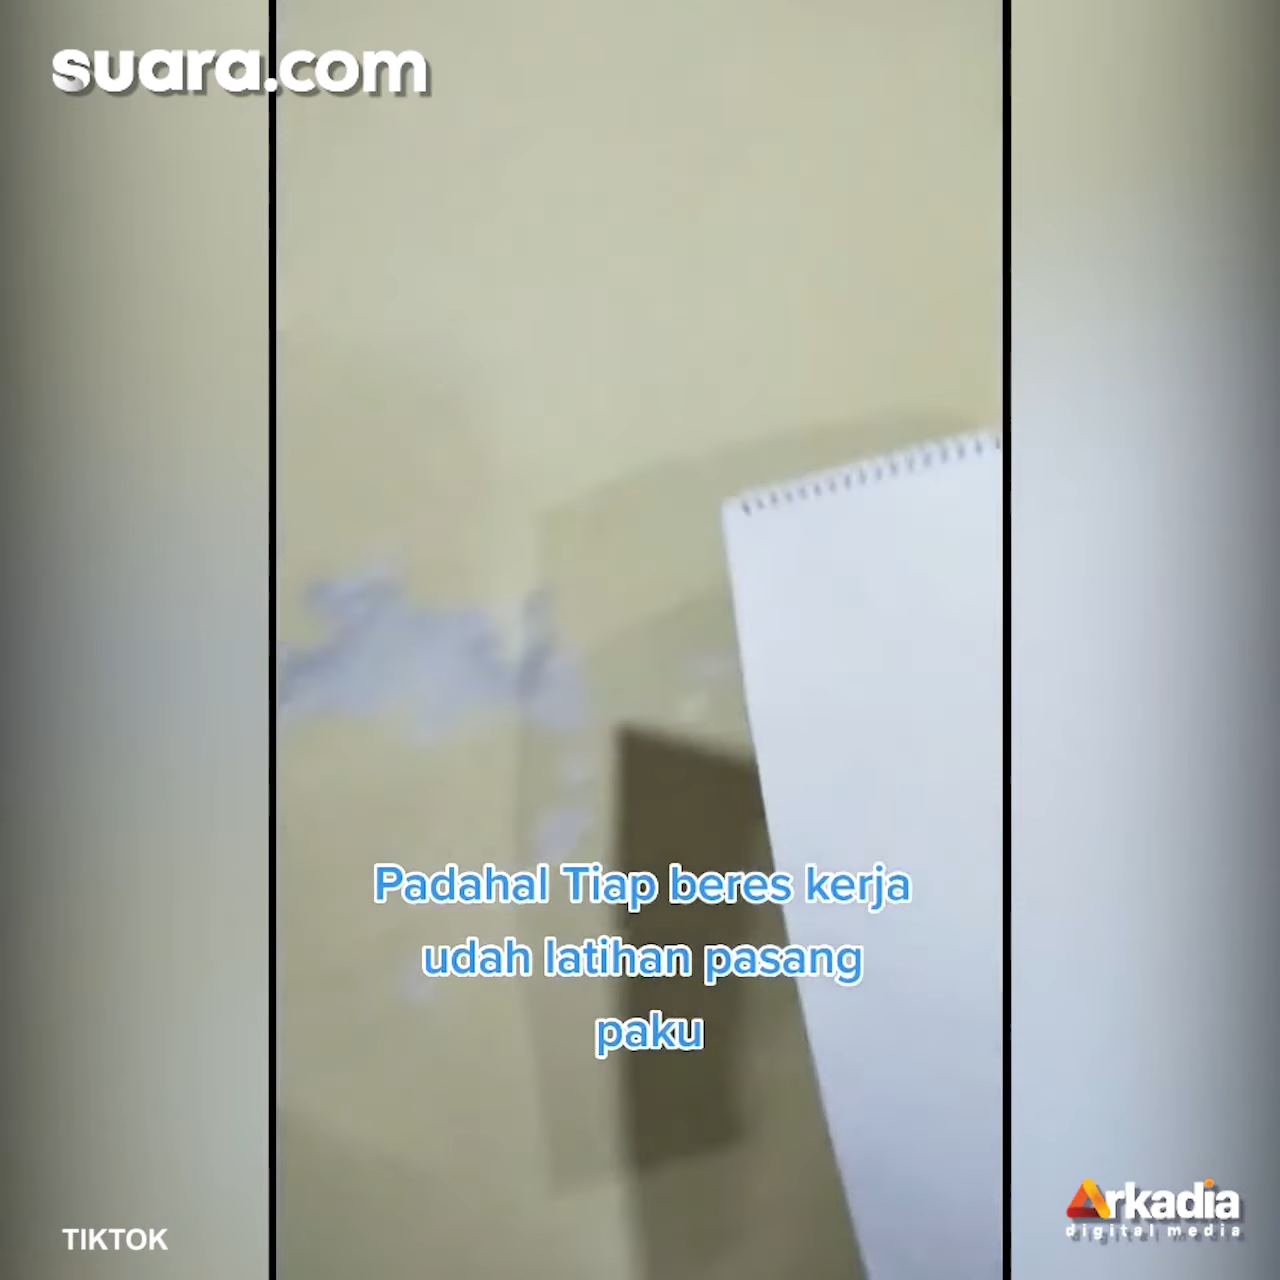 suara.com
Padahal Tiap beres kerja
udah latihan pasang
paku
TIKTOK
Arkadia
digital media